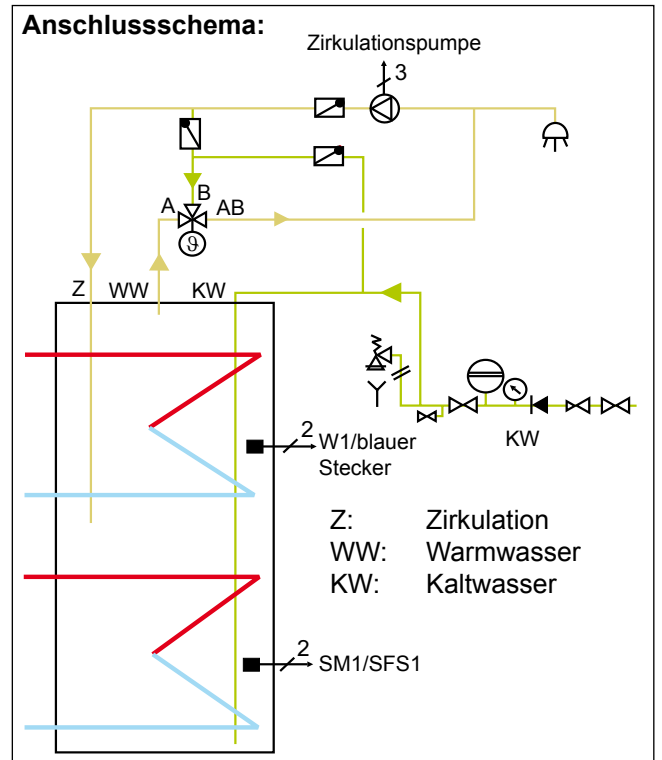 Anschlussschema:
Zirkulationspumpe
3
B
A
AB
ϑ
Z
WW
KW
KW
2
W1/blauer
Stecker
Z: Zirkulation
WW: Warmwasser
KW: Kaltwasser
2
SM1/SFS1